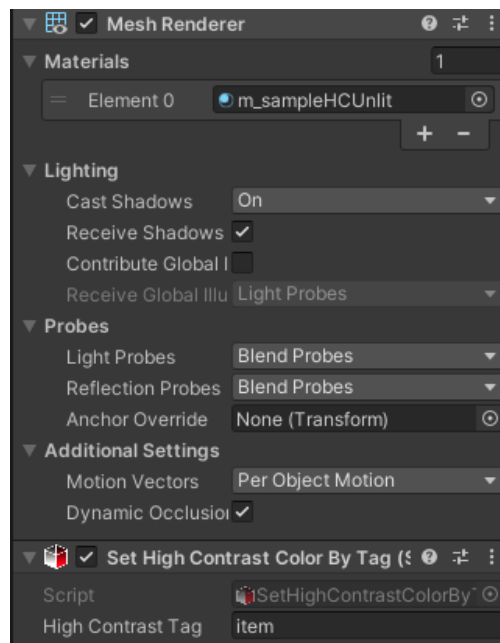 Mesh Renderer
Materials 1
Element 0 m_sampleHCUnlit
+ -
Lighting
Cast Shadows On
Receive Shadows
Contribute Global I
Receive Global Illu Light Probes
Probes
Light Probes Blend Probes
Reflection Probes Blend Probes
Anchor Override None (Transform)
Additional Settings
Motion Vectors Per Object Motion
Dynamic Occlusion
Set High Contrast Color By Tag (S
Script SetHighContrastColorByT
High Contrast Tag item